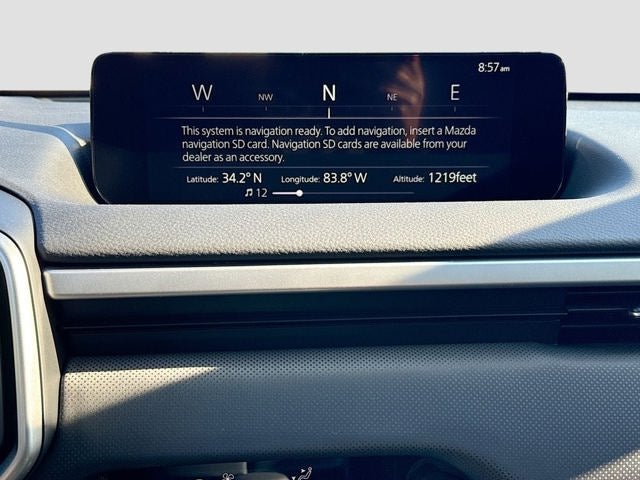 8:57am
W NW N NE E
This system is navigation ready. To add navigation, insert a Mazda
navigation SD card. Navigation SD cards are available from your
dealer as an accessory.
Latitude: 34.2° N Longitude: 83.8° W Altitude: 1219feet
12